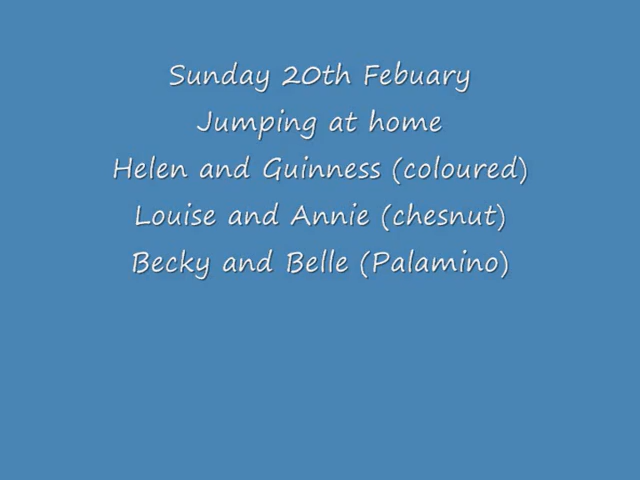 Sunday 20th Febuary
Jumping at home
Helen and Guinness (coloured)
Louise and Annie (chesnut)
Becky and Belle (Palamino)